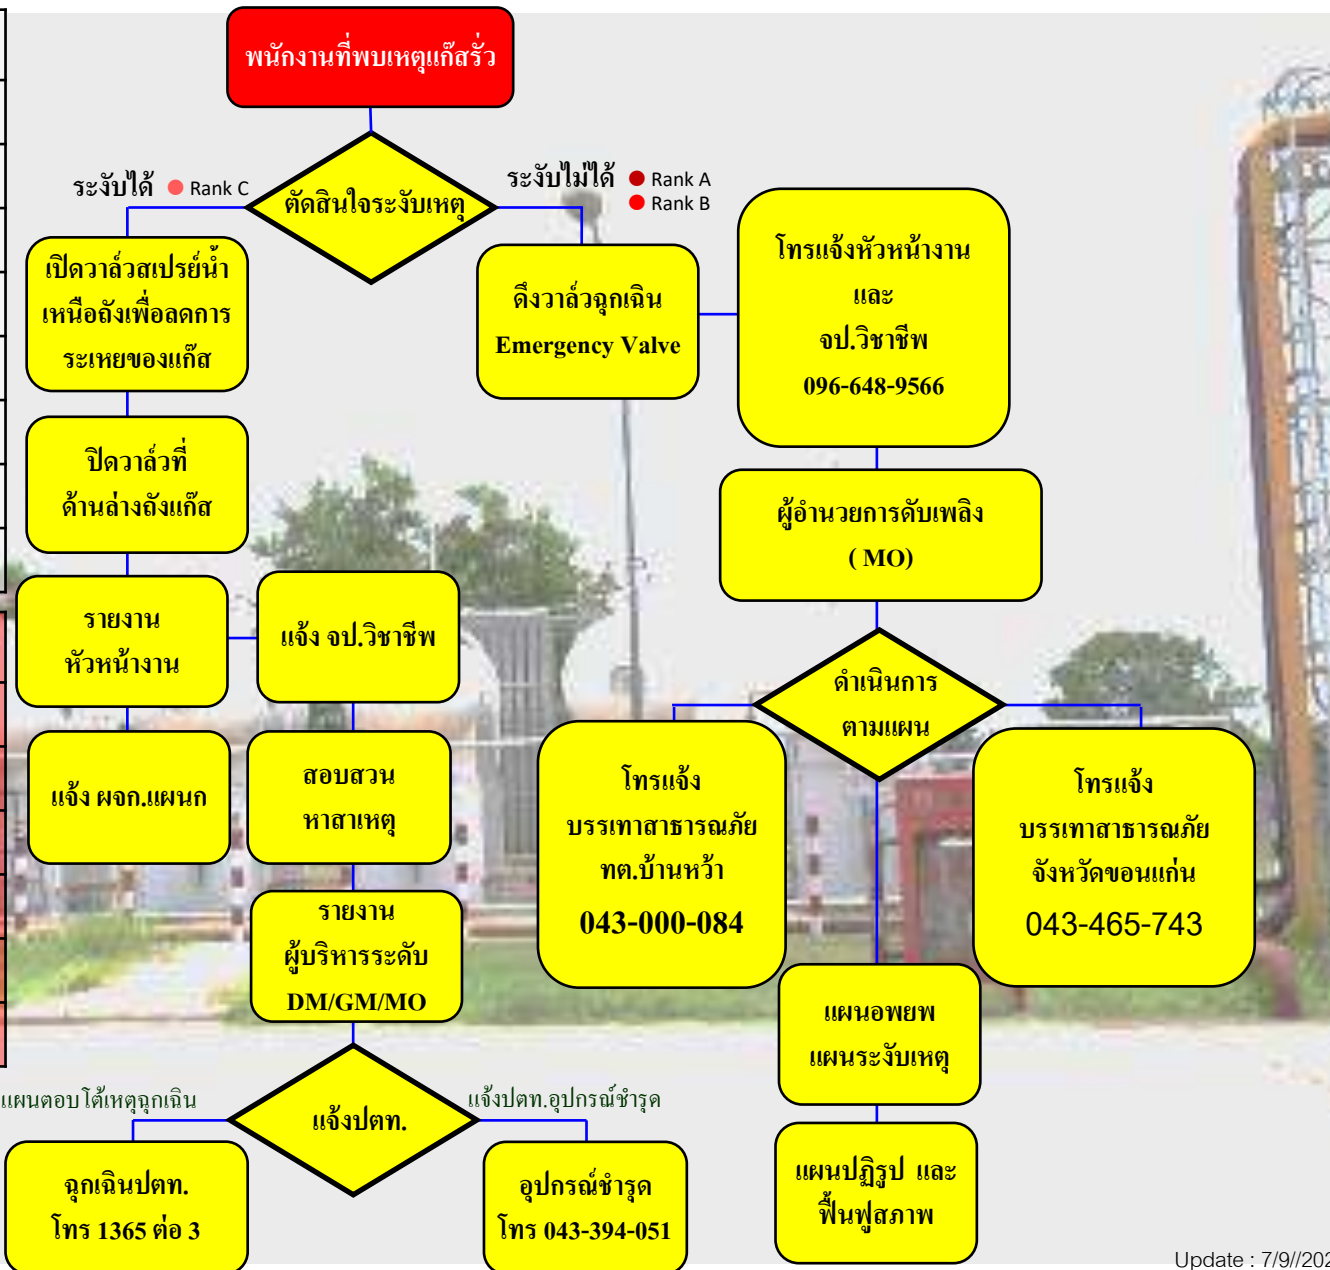 พนักงานที่พบเหตุแก๊สรั่ว
ตัดสินใจระงับเหตุ
ระงับได้ Rank C
ระงับไม่ได้ Rank A
Rank B
เปิดวาล์วสเปรย์น้ำ
เหนือถังเพื่อลดการ
ระเหยของแก๊ส
ปิดวาล์วที่
ด้านล่างถังแก๊ส
รายงาน
หัวหน้างาน
แจ้ง ผจก.แผนก
แจ้ง จป.วิชาชีพ
สอบสวน
หาสาเหตุ
รายงาน
ผู้บริหารระดับ
DM/GM/MO
แจ้งปตท.
แผนตอบโต้เหตุฉุกเฉิน
แจ้งปตท.อุปกรณ์ชำรุด
ฉุกเฉินปตท.
โทร 1365 ต่อ 3
อุปกรณ์ชำรุด
โทร 043-394-051
ดึงวาล์วฉุกเฉิน
Emergency Valve
โทรแจ้งหัวหน้างาน
และ
จป.วิชาชีพ
096-648-9566
ผู้อำนวยการดับเพลิง
( MO)
ดำเนินการ
ตามแผน
โทรแจ้ง
บรรเทาสาธารณภัย
ทต.บ้านหว้า
043-000-084
โทรแจ้ง
บรรเทาสาธารณภัย
จังหวัดขอนแก่น
043-465-743
แผนอพยพ
แผนระงับเหตุ
แผนปฏิรูป และ
ฟื้นฟูสภาพ
Update : 7/9//202